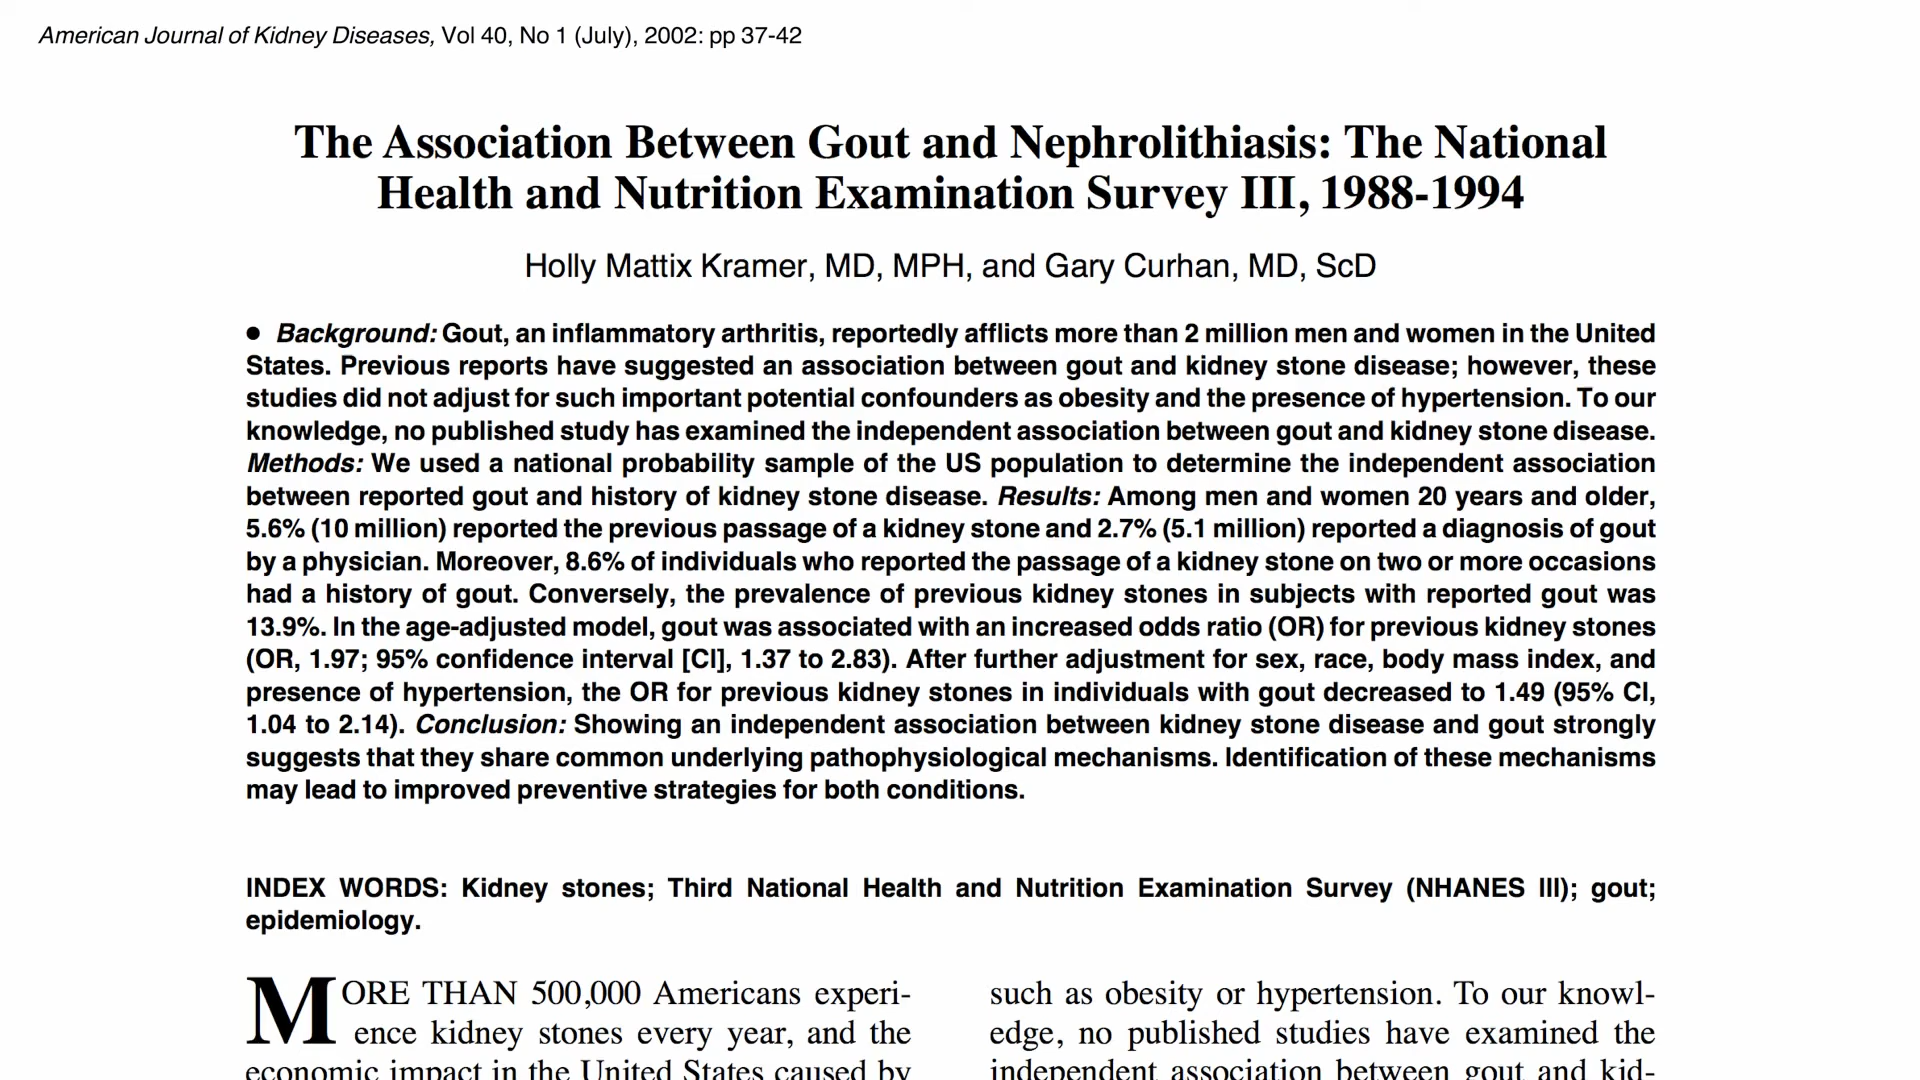 American Journal of Kidney Diseases, Vol 40, No 1 (July), 2002: pp 37-42
The Association Between Gout and Nephrolithiasis: The National
Health and Nutrition Examination Survey III, 1988-1994
Holly Mattix Kramer, MD, MPH, and Gary Curhan, MD, ScD
● Background: Gout, an inflammatory arthritis, reportedly afflicts more than 2 million men and women in the United
States. Previous reports have suggested an association between gout and kidney stone disease; however, these
studies did not adjust for such important potential confounders as obesity and the presence of hypertension. To our
knowledge, no published study has examined the independent association between gout and kidney stone disease.
Methods: We used a national probability sample of the US population to determine the independent association
between reported gout and history of kidney stone disease. Results: Among men and women 20 years and older,
5.6% (10 million) reported the previous passage of a kidney stone and 2.7% (5.1 million) reported a diagnosis of gout
by a physician. Moreover, 8.6% of individuals who reported the passage of a kidney stone on two or more occasions
had a history of gout. Conversely, the prevalence of previous kidney stones in subjects with reported gout was
13.9%. In the age-adjusted model, gout was associated with an increased odds ratio (OR) for previous kidney stones
(OR, 1.97; 95% confidence interval [CI], 1.37 to 2.83). After further adjustment for sex, race, body mass index, and
presence of hypertension, the OR for previous kidney stones in individuals with gout decreased to 1.49 (95% CI,
1.04 to 2.14). Conclusion: Showing an independent association between kidney stone disease and gout strongly
suggests that they share common underlying pathophysiological mechanisms. Identification of these mechanisms
may lead to improved preventive strategies for both conditions.
INDEX WORDS: Kidney stones; Third National Health and Nutrition Examination Survey (NHANES III); gout;
epidemiology.
MORE THAN 500,000 Americans experi-
ence kidney stones every year, and the
economic impact in the United States caused by
such as obesity or hypertension. To our knowl-
edge, no published studies have examined the
independent association between gout and kid-